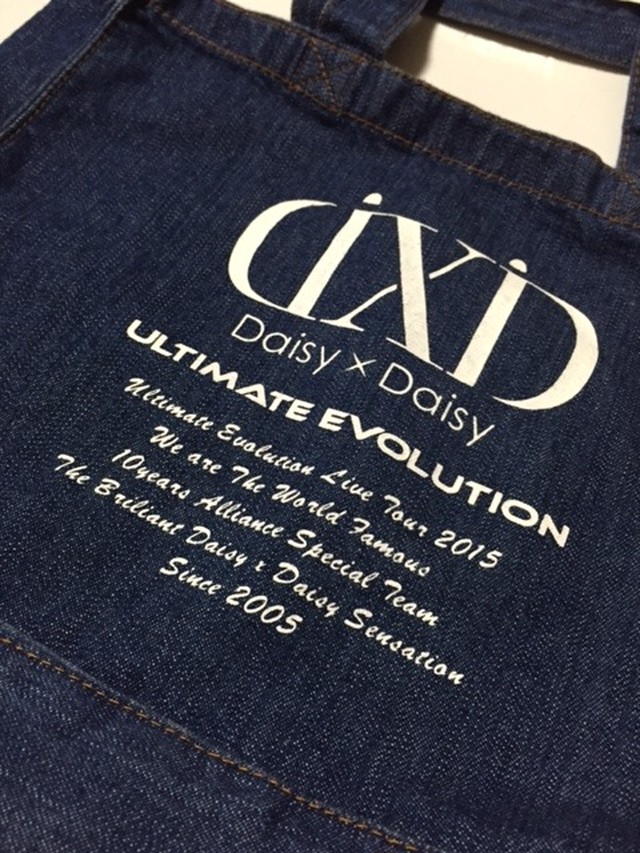 DXD
Daisy × Daisy
ULTIMATE EVOLUTION
Ultimate Evolution Live Tour 2015
We are The World Famous
10years Alliance Special Team
The Briliant Daisy x Daisy Sensation
Since 2005